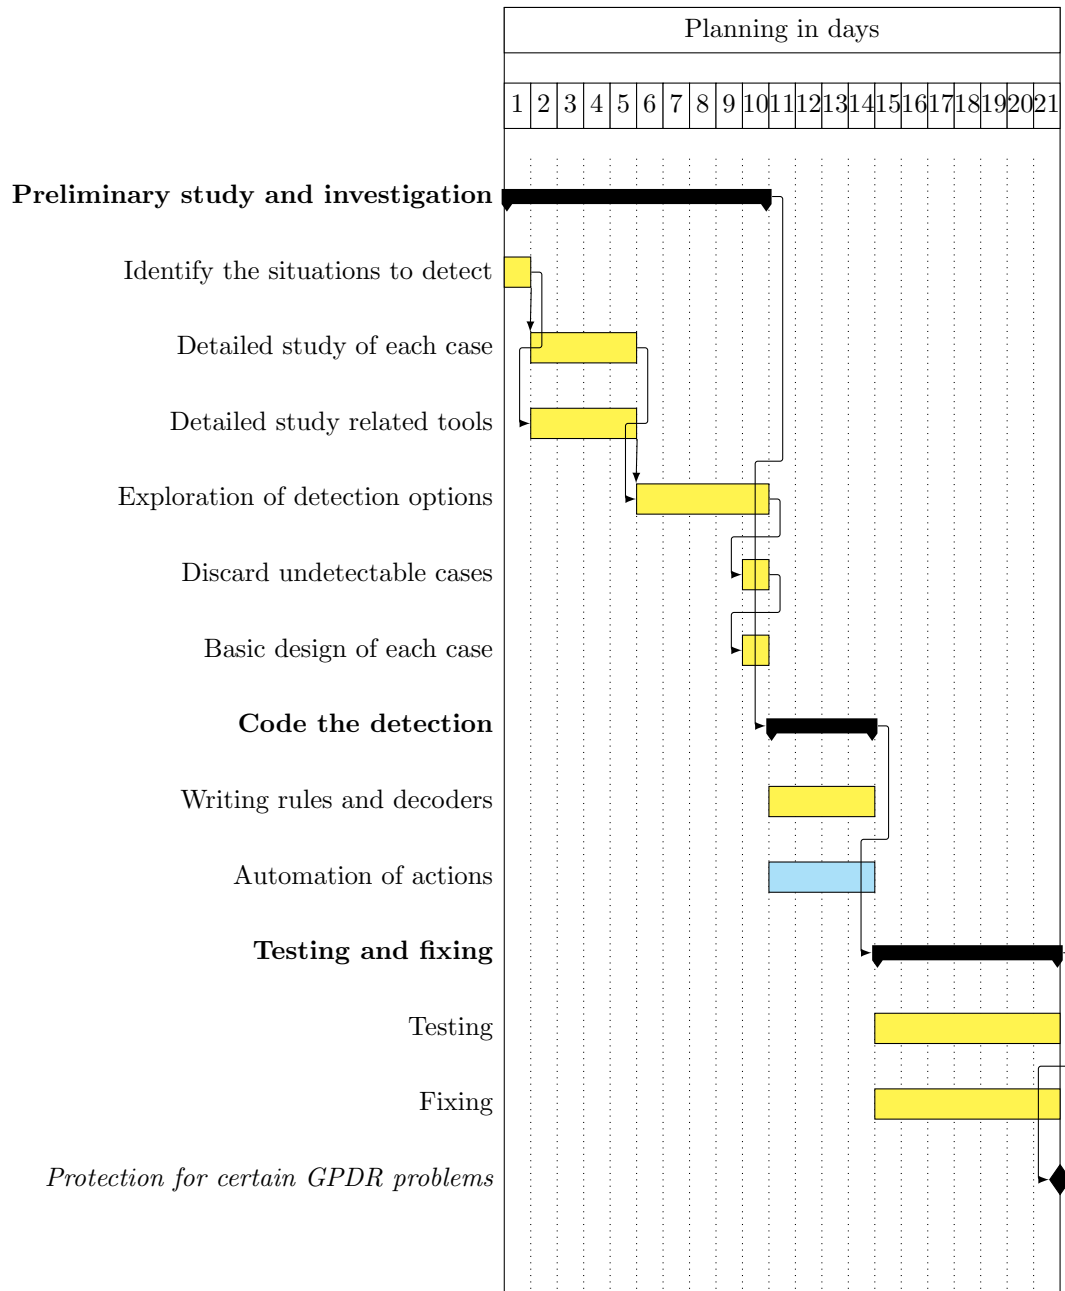 Planning in days
1 2 3 4 5 6 7 8 9 10 11 12 13 14 15 16 17 18 19 20 21
Preliminary study and investigation
Identify the situations to detect
Detailed study of each case
Detailed study related tools
Exploration of detection options
Discard undetectable cases
Basic design of each case
Code the detection
Writing rules and decoders
Automation of actions
Testing and fixing
Testing
Fixing
Protection for certain GPDR problems